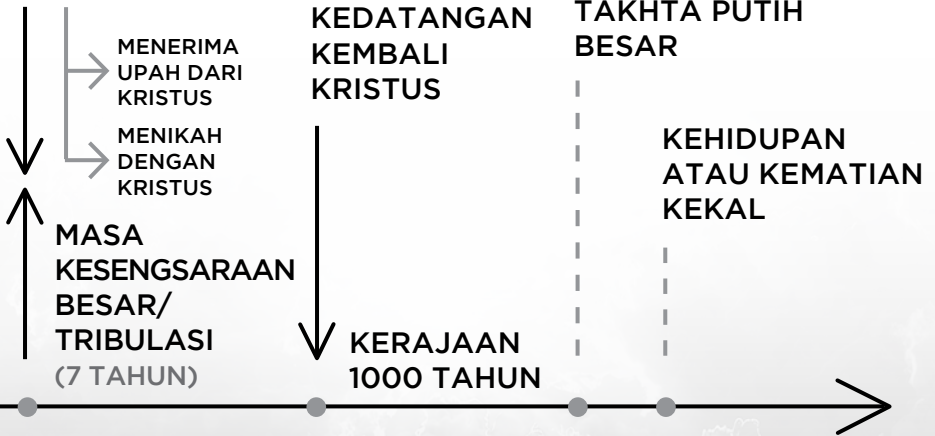 MENERIMA
UPAH DARI
KRISTUS
MENIKAH
DENGAN
KRISTUS
MASA
KESENGSARAAN
BESAR/
TRIBULASI
(7 TAHUN)
KEDATANGAN
KEMBALI
KRISTUS
KERAJAAN
1000 TAHUN
TAKHTA PUTIH
BESAR
KEHIDUPAN
ATAU KEMATIAN
KEKAL